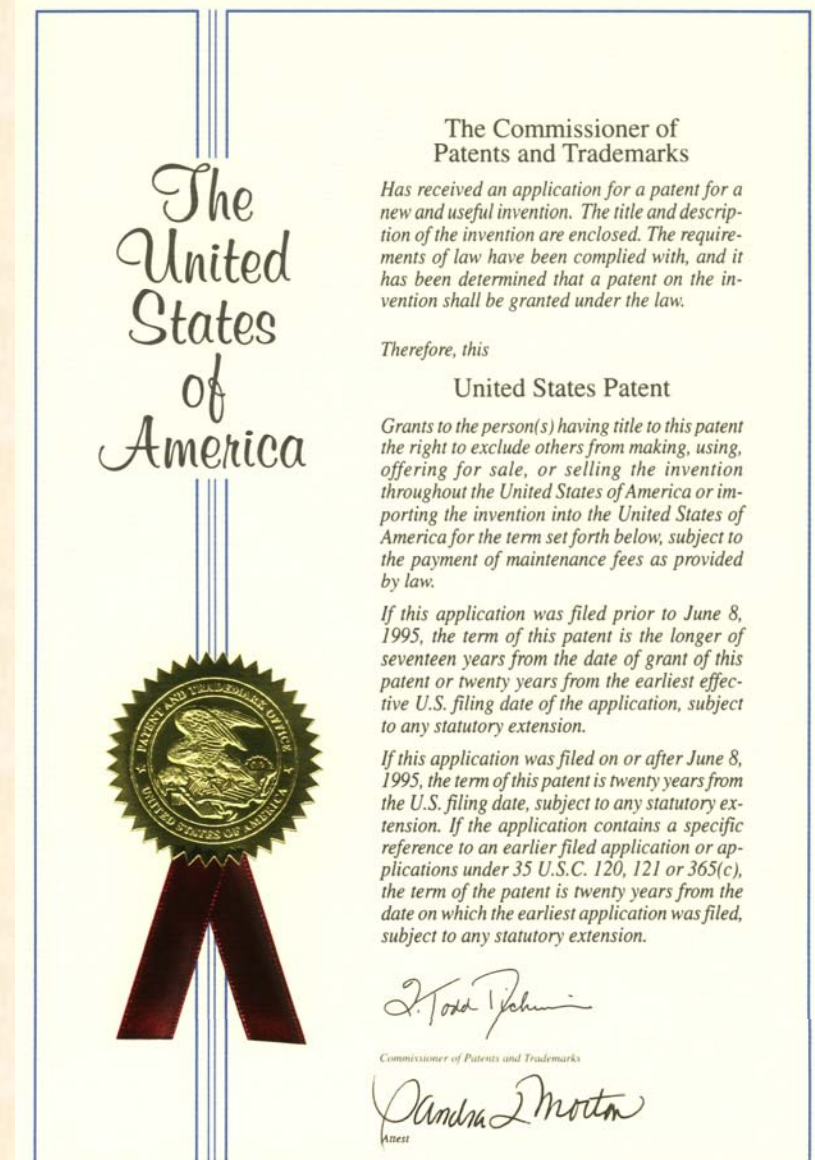 The
United
States
of
America
PATENT AND TRADEMARK OFFICE
UNITED STATES OF AMERICA
The Commissioner of
Patents and Trademarks
Has received an application for a patent for a
new and useful invention. The title and descrip-
tion of the invention are enclosed. The require-
ments of law have been complied with, and it
has been determined that a patent on the in-
vention shall be granted under the law.
Therefore, this
United States Patent
Grants to the person(s) having title to this patent
the right to exclude others from making, using,
offering for sale, or selling the invention
throughout the United States of America or im-
porting the invention into the United States of
America for the term set forth below, subject to
the payment of maintenance fees as provided
by law.
If this application was filed prior to June 8,
1995, the term of this patent is the longer of
seventeen years from the date of grant of this
patent or twenty years from the earliest effec-
tive U.S. filing date of the application, subject
to any statutory extension.
If this application was filed on or after June 8,
1995, the term of this patent is twenty years from
the U.S. filing date, subject to any statutory ex-
tension. If the application contains a specific
reference to an earlier filed application or ap-
plications under 35 U.S.C. 120, 121 or 365(c),
the term of the patent is twenty years from the
date on which the earliest application was filed,
subject to any statutory extension.
Q. Todd
Commissioner of Patents and Trademarks
Sandra L Morton
Attest